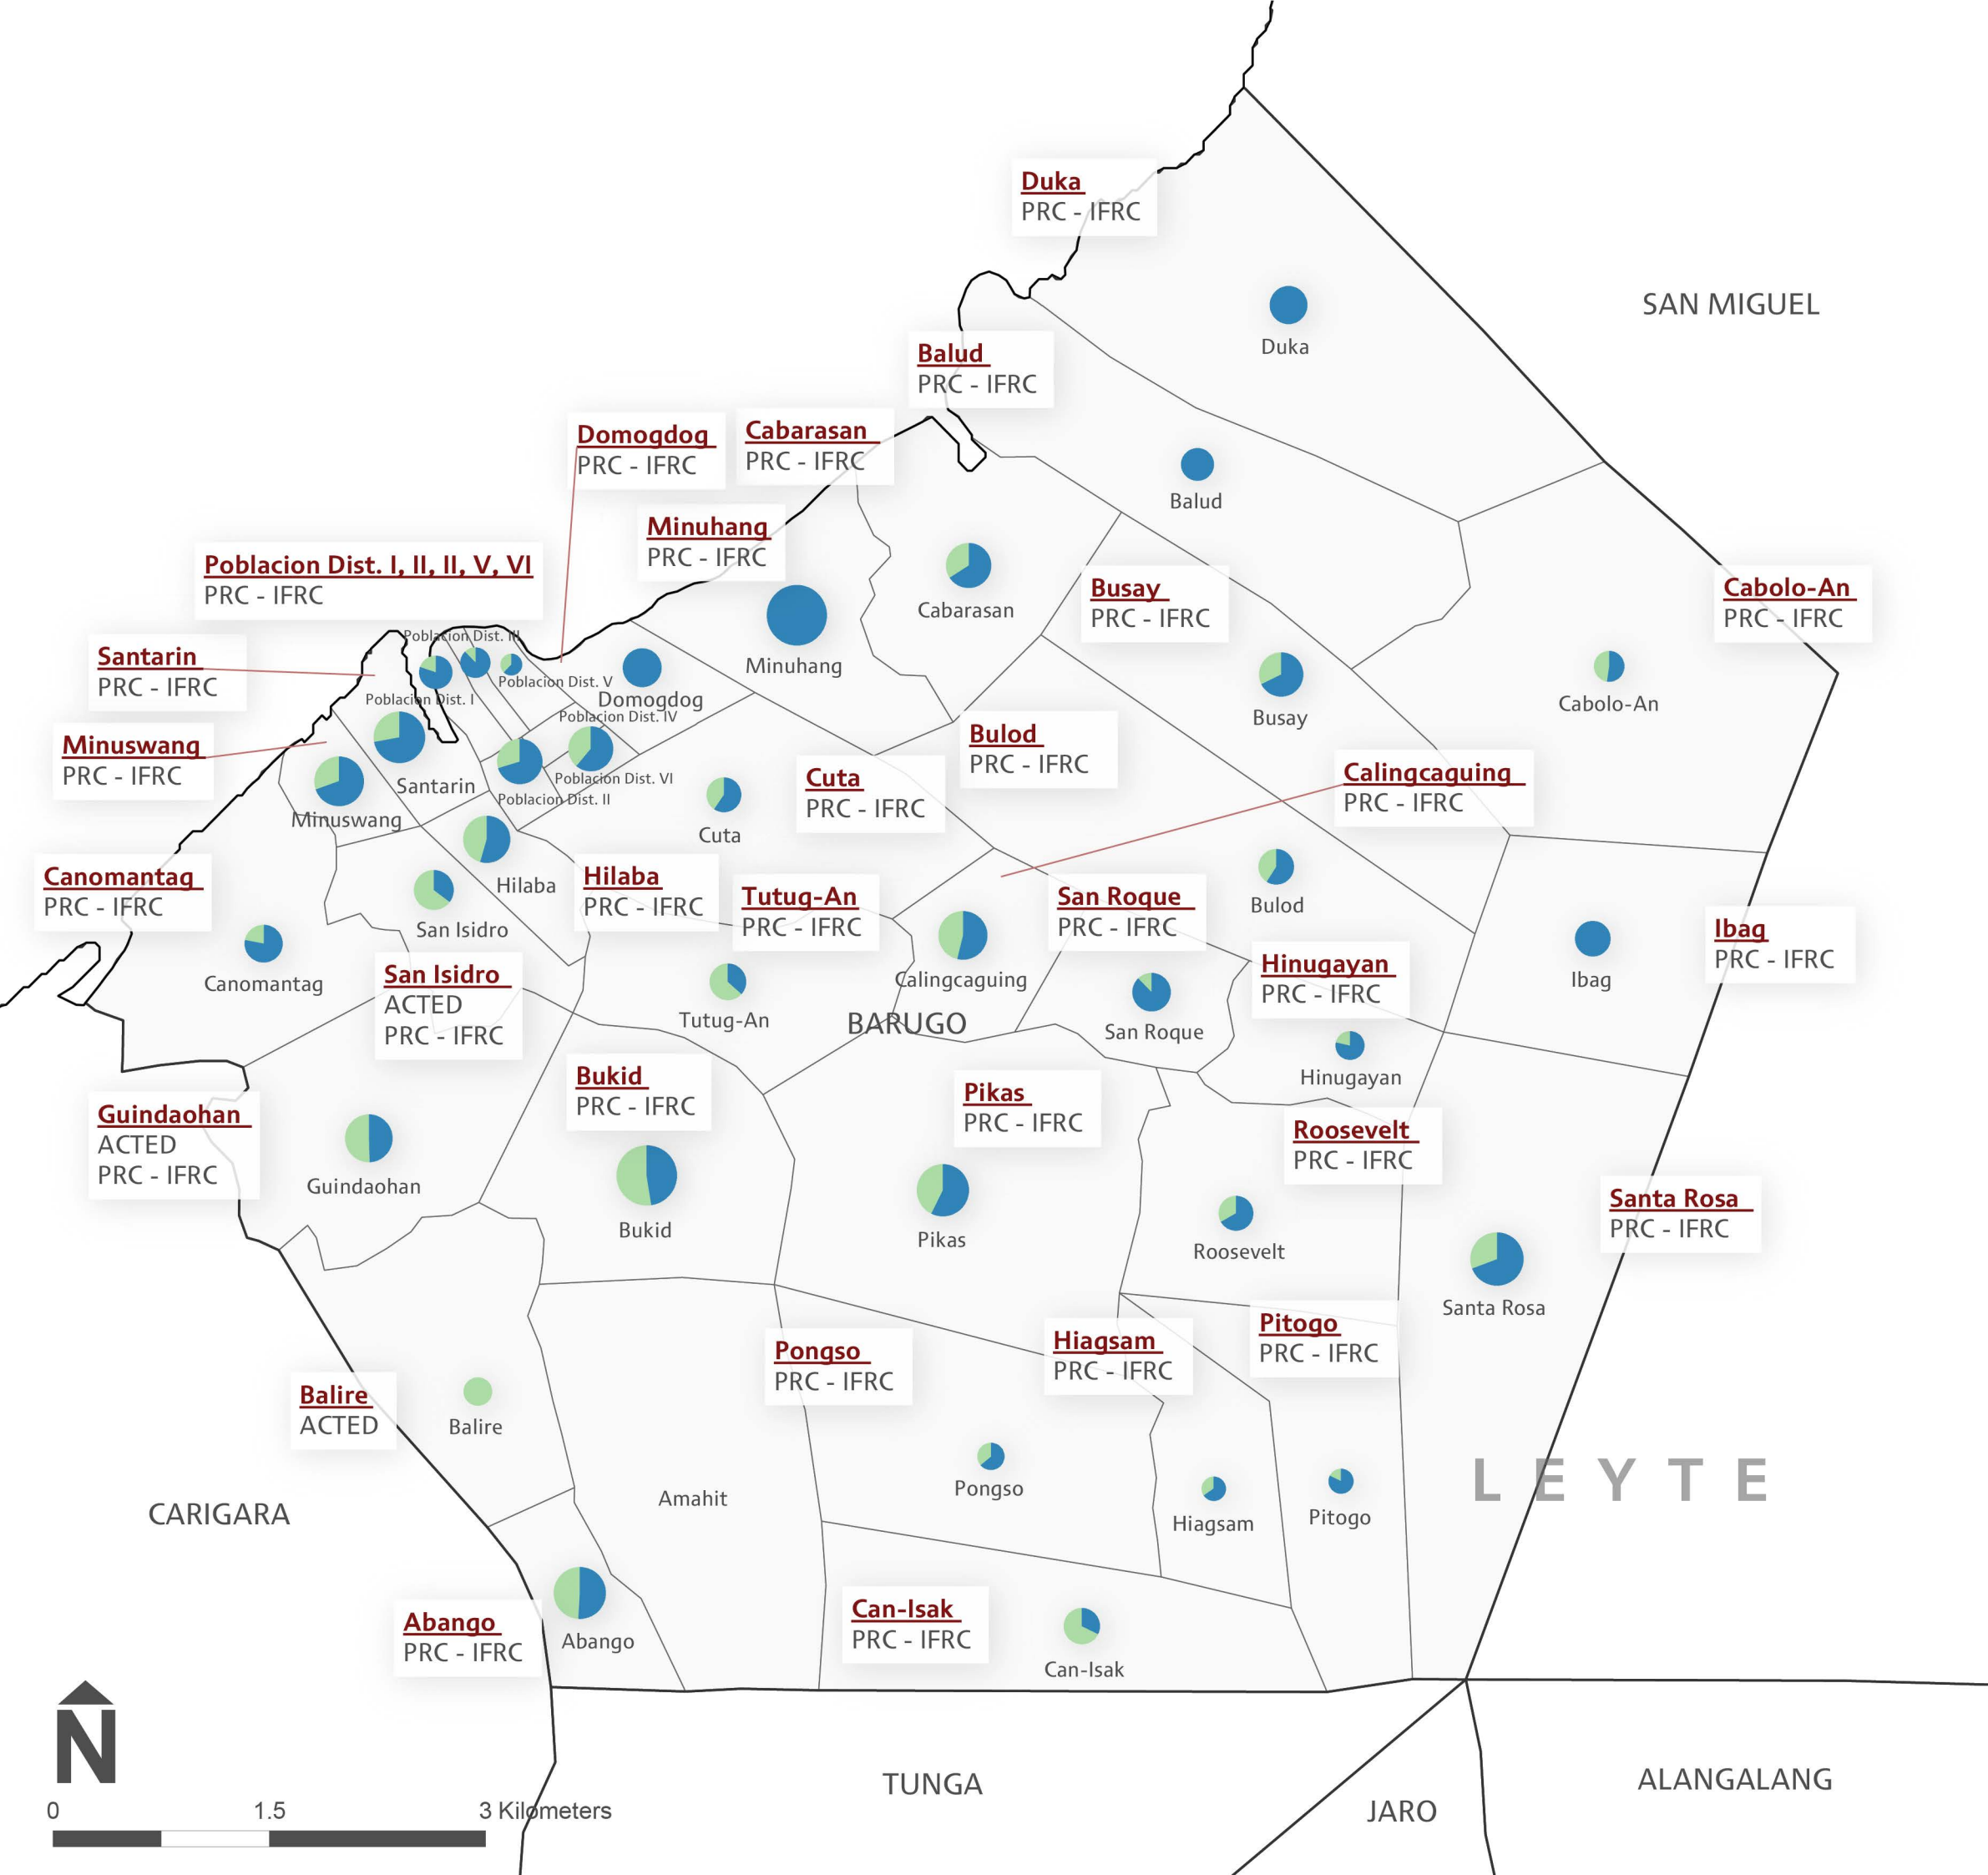 Duka
PRC - IFRC
SAN MIGUEL
Duka
Balud
PRC - IFRC
Domogdog
PRC - IFRC
Cabarasan
PRC - IFRC
Balud
Minuhang
PRC - IFRC
Poblacion Dist. I, II, II, V, VI
PRC - IFRC
Cabarasan
Busay
PRC - IFRC
Cabolo-An
PRC - IFRC
Poblacion Dist. III
Santarin
PRC - IFRC
Minuhang
Poblacion Dist. V
Domogdog
Poblacion Dist. I
Cabolo-An
Poblacion Dist. IV
Busay
Minuswang
PRC - IFRC
Bulod
PRC - IFRC
Santarin
Poblacion Dist. VI
Poblacion Dist. II
Cuta
PRC - IFRC
Calingcaguing
PRC - IFRC
Minuswang
Cuta
Canomantag
PRC - IFRC
Hilaba
Hilaba
PRC - IFRC
Tutug-An
PRC - IFRC
San Roque
PRC - IFRC
Bulod
San Isidro
Ibag
PRC - IFRC
Canomantag
San Isidro
ACTED
PRC - IFRC
Calingcaguing
Hinugayan
PRC - IFRC
Ibag
Tutug-An
BARUGO
San Roque
Hinugayan
Bukid
PRC - IFRC
Pikas
PRC - IFRC
Guindaohan
ACTED
PRC - IFRC
Roosevelt
PRC - IFRC
Guindaohan
Santa Rosa
PRC - IFRC
Bukid
Pikas
Roosevelt
Santa Rosa
Pongso
PRC - IFRC
Hiagsam
PRC - IFRC
Pitogo
PRC - IFRC
Balire
ACTED
Balire
LEYTE
Pongso
Amahit
CARIGARA
Hiagsam
Pitogo
Abango
PRC - IFRC
Abango
Can-Isak
PRC - IFRC
Can-Isak
N
TUNGA
ALANGALANG
JARO
0 1.5 3 Kilometers